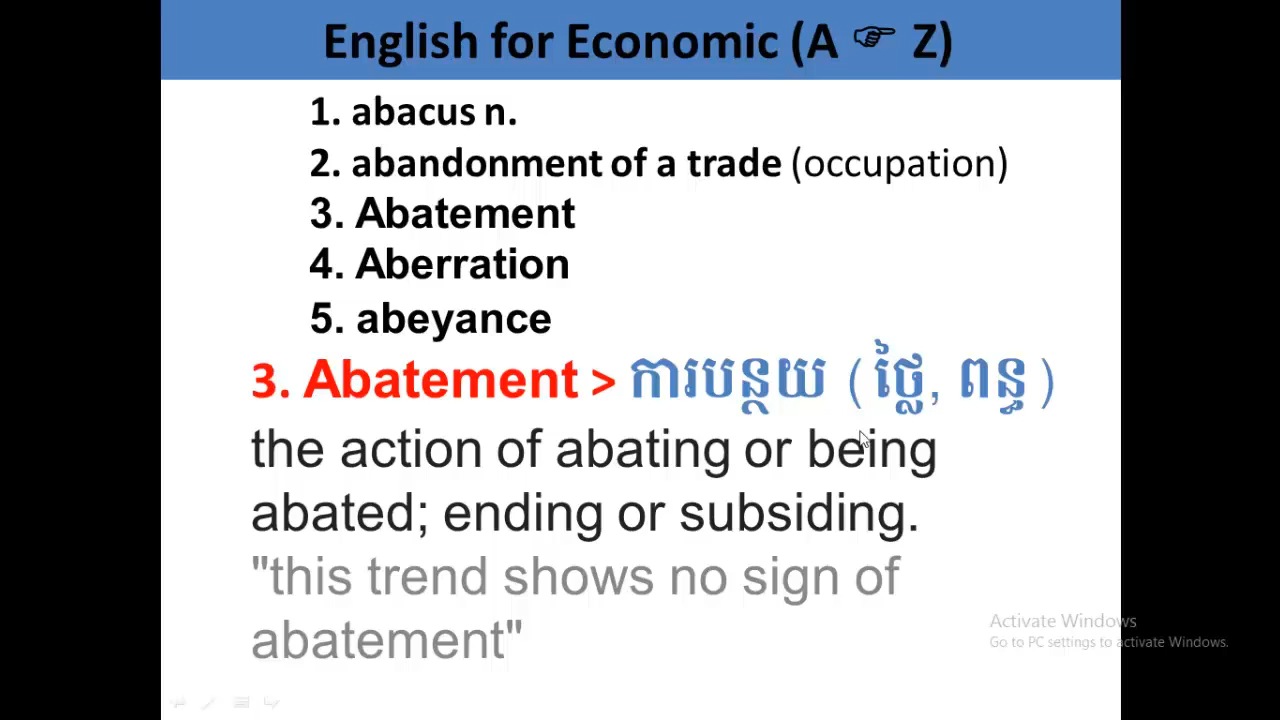 English for Economic (A ☞ Z)
1. abacus n.
2. abandonment of a trade (occupation)
3. Abatement
4. Aberration
5. abeyance
3. Abatement > ការបន្ថយ ( ថ្លៃ, ពន្ធ )
the action of abating or being
abated; ending or subsiding.
"this trend shows no sign of
abatement"
Activate Windows
Go to PC settings to activate Windows.